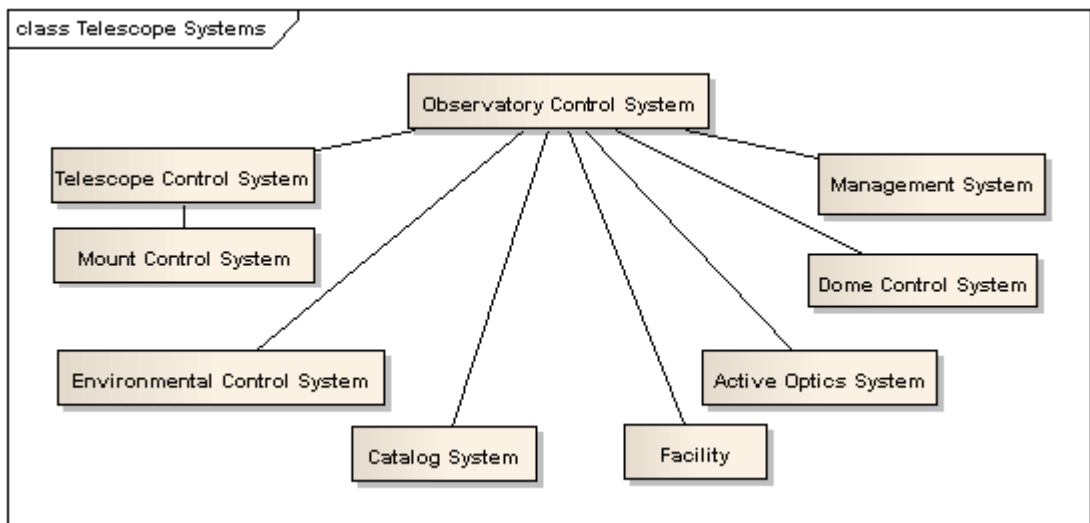 class Telescope Systems
Observatory Control System
Telescope Control System
Management System
Mount Control System
Dome Control System
Environmental Control System
Active Optics System
Catalog System
Facility